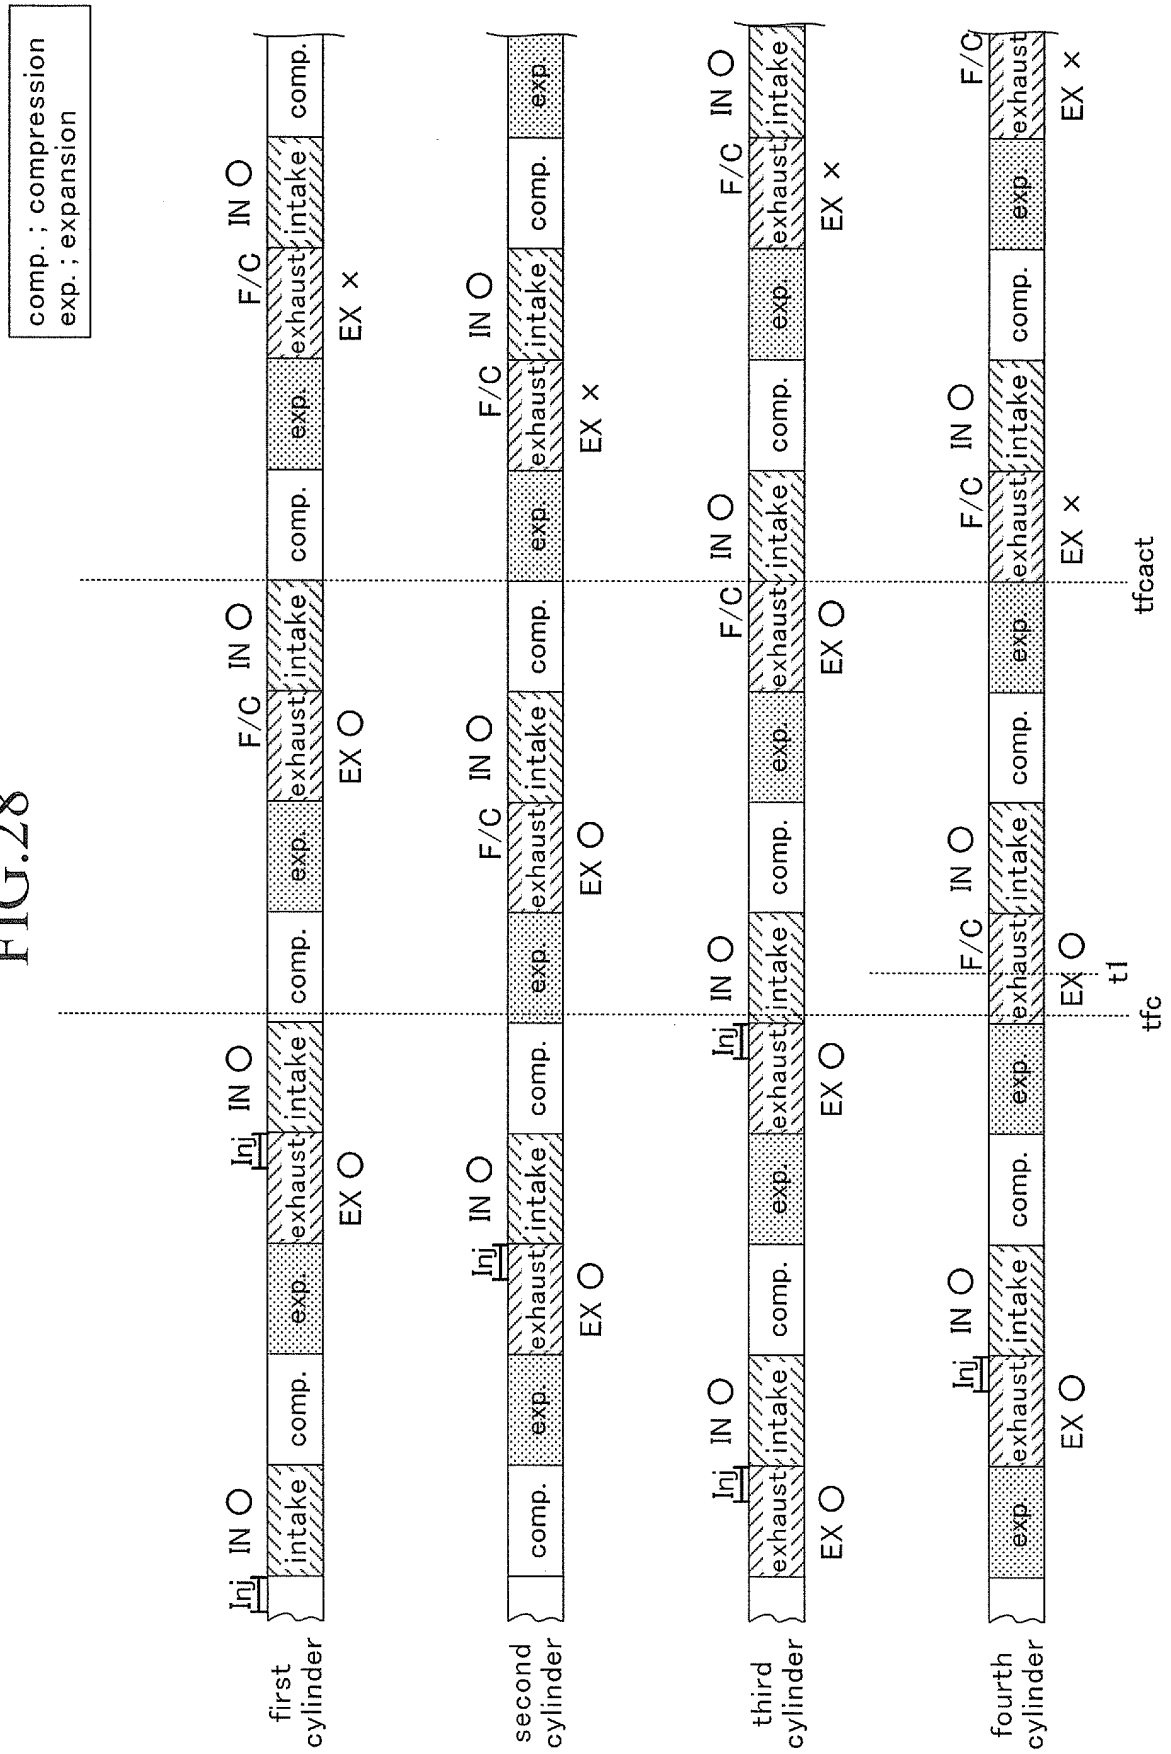 FIG.28
comp. ; compression
exp. ; expansion
Inj IN ○ Inj IN ○ F/C IN ○ F/C IN ○
first
cylinder
intake comp. exp. exhaust intake comp. exp. exhaust intake comp. exp. exhaust intake comp.
EX ○ EX ○ EX ×
Inj IN ○ F/C IN ○ F/C IN ○
second
cylinder
comp. exp. exhaust intake comp. exp. exhaust intake comp. exp. exhaust intake comp. exp.
EX ○ EX ○ EX ×
Inj IN ○ Inj IN ○ F/C IN ○ F/C IN ○
third
cylinder
exhaust intake comp. exp. exhaust intake comp. exp. exhaust intake comp. exp. exhaust intake
EX ○ EX ○ EX ○ EX ×
Inj IN ○ F/C IN ○ F/C IN ○ F/C
fourth
cylinder
exp. exhaust intake comp. exp. exhaust intake comp. exp. exhaust intake comp. exp. exhaust
EX ○ EX ○ EX × EX ×
t1
tfc tfcact